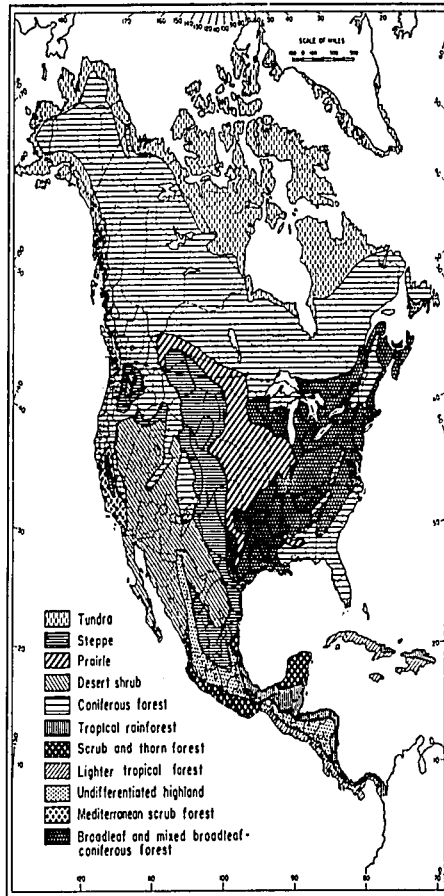 SCALE OF MILES
Tundra
Steppe
Prairie
Desert shrub
Coniferous forest
Tropical rainforest
Scrub and thorn forest
Lighter tropical forest
Undifferentiated highland
Mediterranean scrub forest
Broadleaf and mixed broadleaf-
coniferous forest